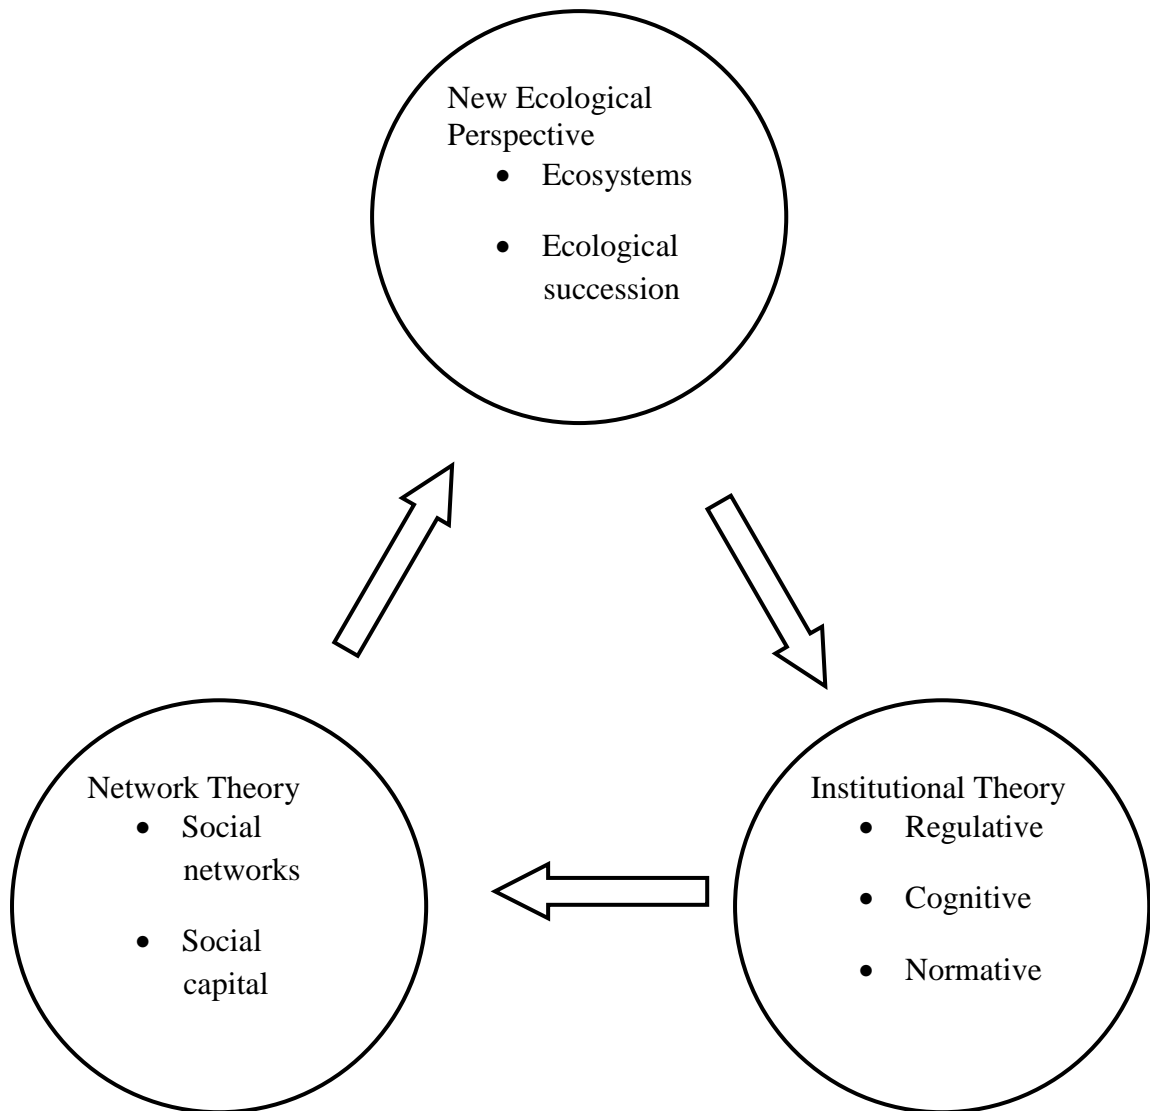 New Ecological
Perspective
• Ecosystems
• Ecological
succession
Network Theory
• Social
networks
• Social
capital
Institutional Theory
• Regulative
• Cognitive
• Normative